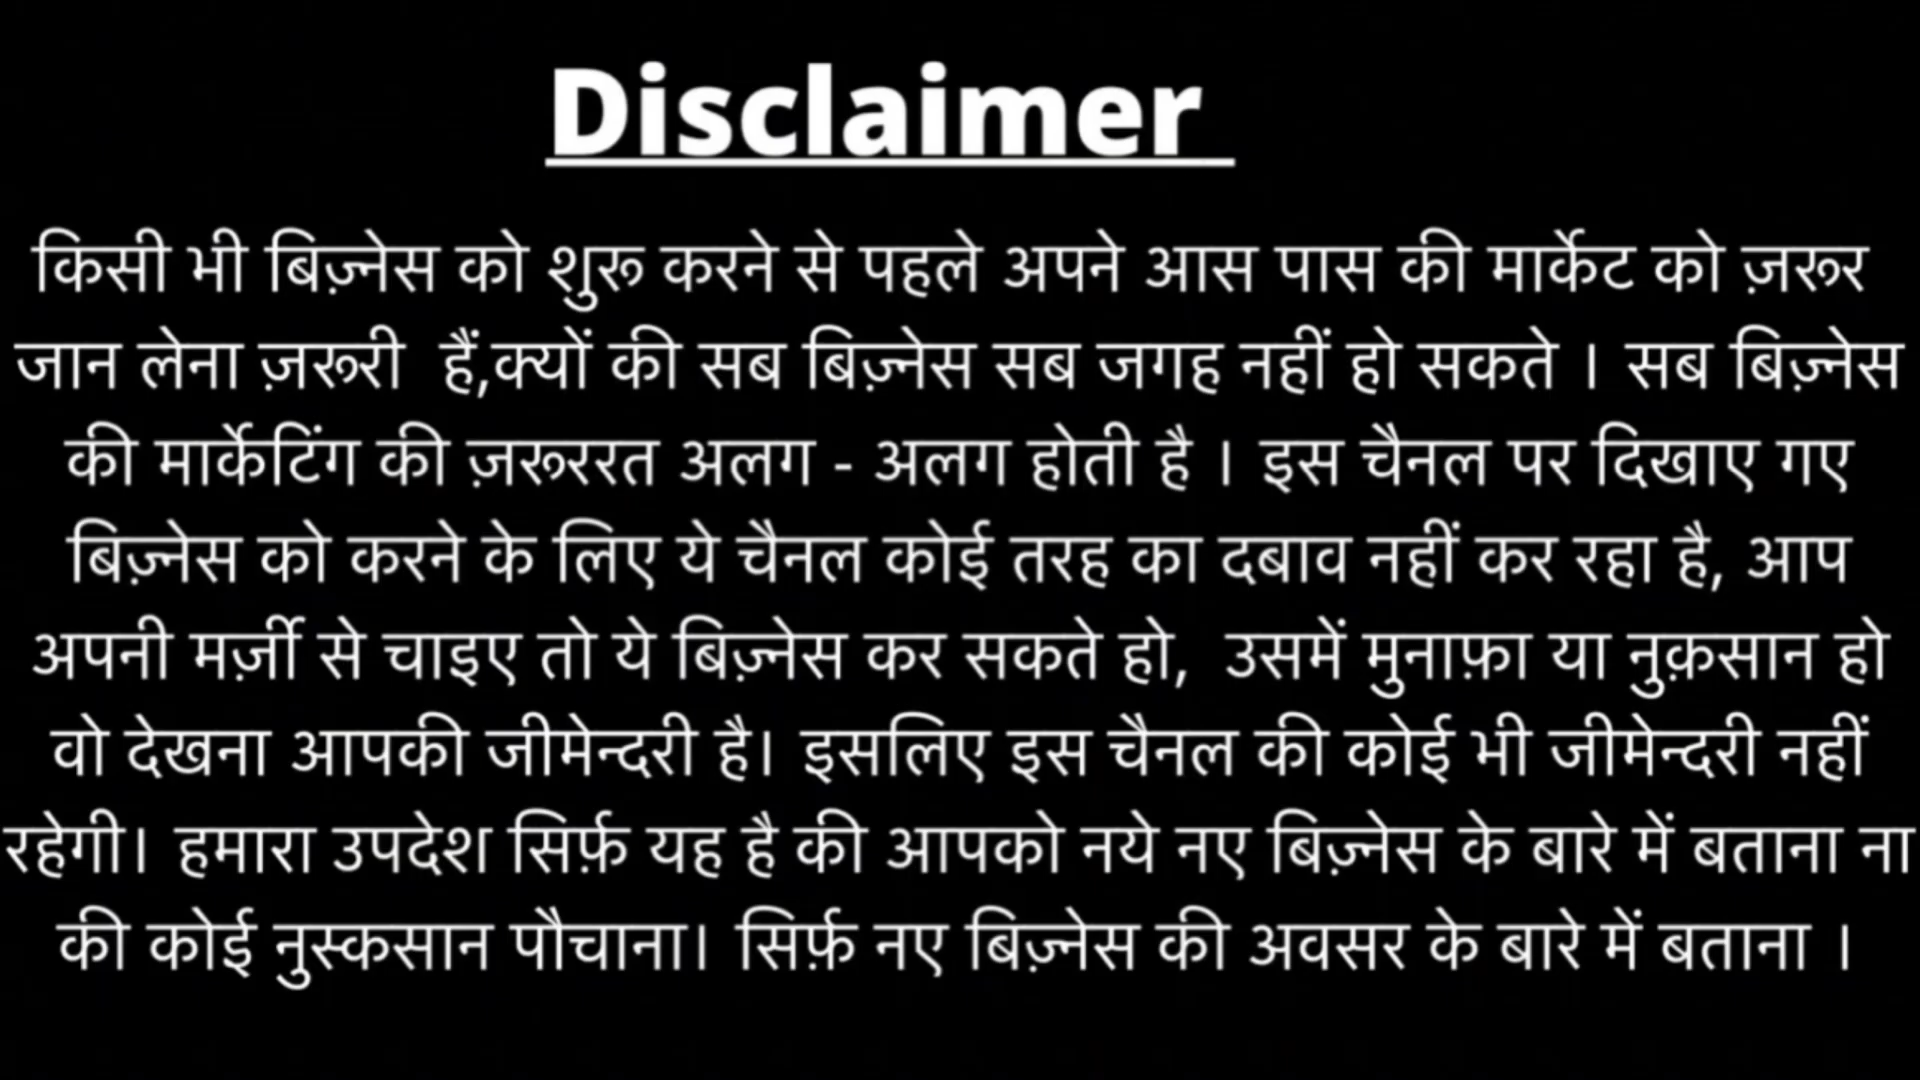 Disclaimer
किसी भी बिज़्नेस को शुरू करने से पहले अपने आस पास की मार्केट को ज़रूर
जान लेना ज़रूरी हैं,क्यों की सब बिज़्नेस सब जगह नहीं हो सकते । सब बिज़्नेस
की मार्केटिंग की ज़रूररत अलग - अलग होती है । इस चैनल पर दिखाए गए
बिज़्नेस को करने के लिए ये चैनल कोई तरह का दबाव नहीं कर रहा है, आप
अपनी मर्ज़ी से चाइए तो ये बिज़्नेस कर सकते हो, उसमें मुनाफ़ा या नुक़सान हो
वो देखना आपकी जीमेन्दरी है। इसलिए इस चैनल की कोई भी जीमेन्दरी नहीं
रहेगी। हमारा उपदेश सिर्फ़ यह है की आपको नये नए बिज़्नेस के बारे में बताना ना
की कोई नुस्कसान पौचाना। सिर्फ़ नए बिज़्नेस की अवसर के बारे में बताना ।